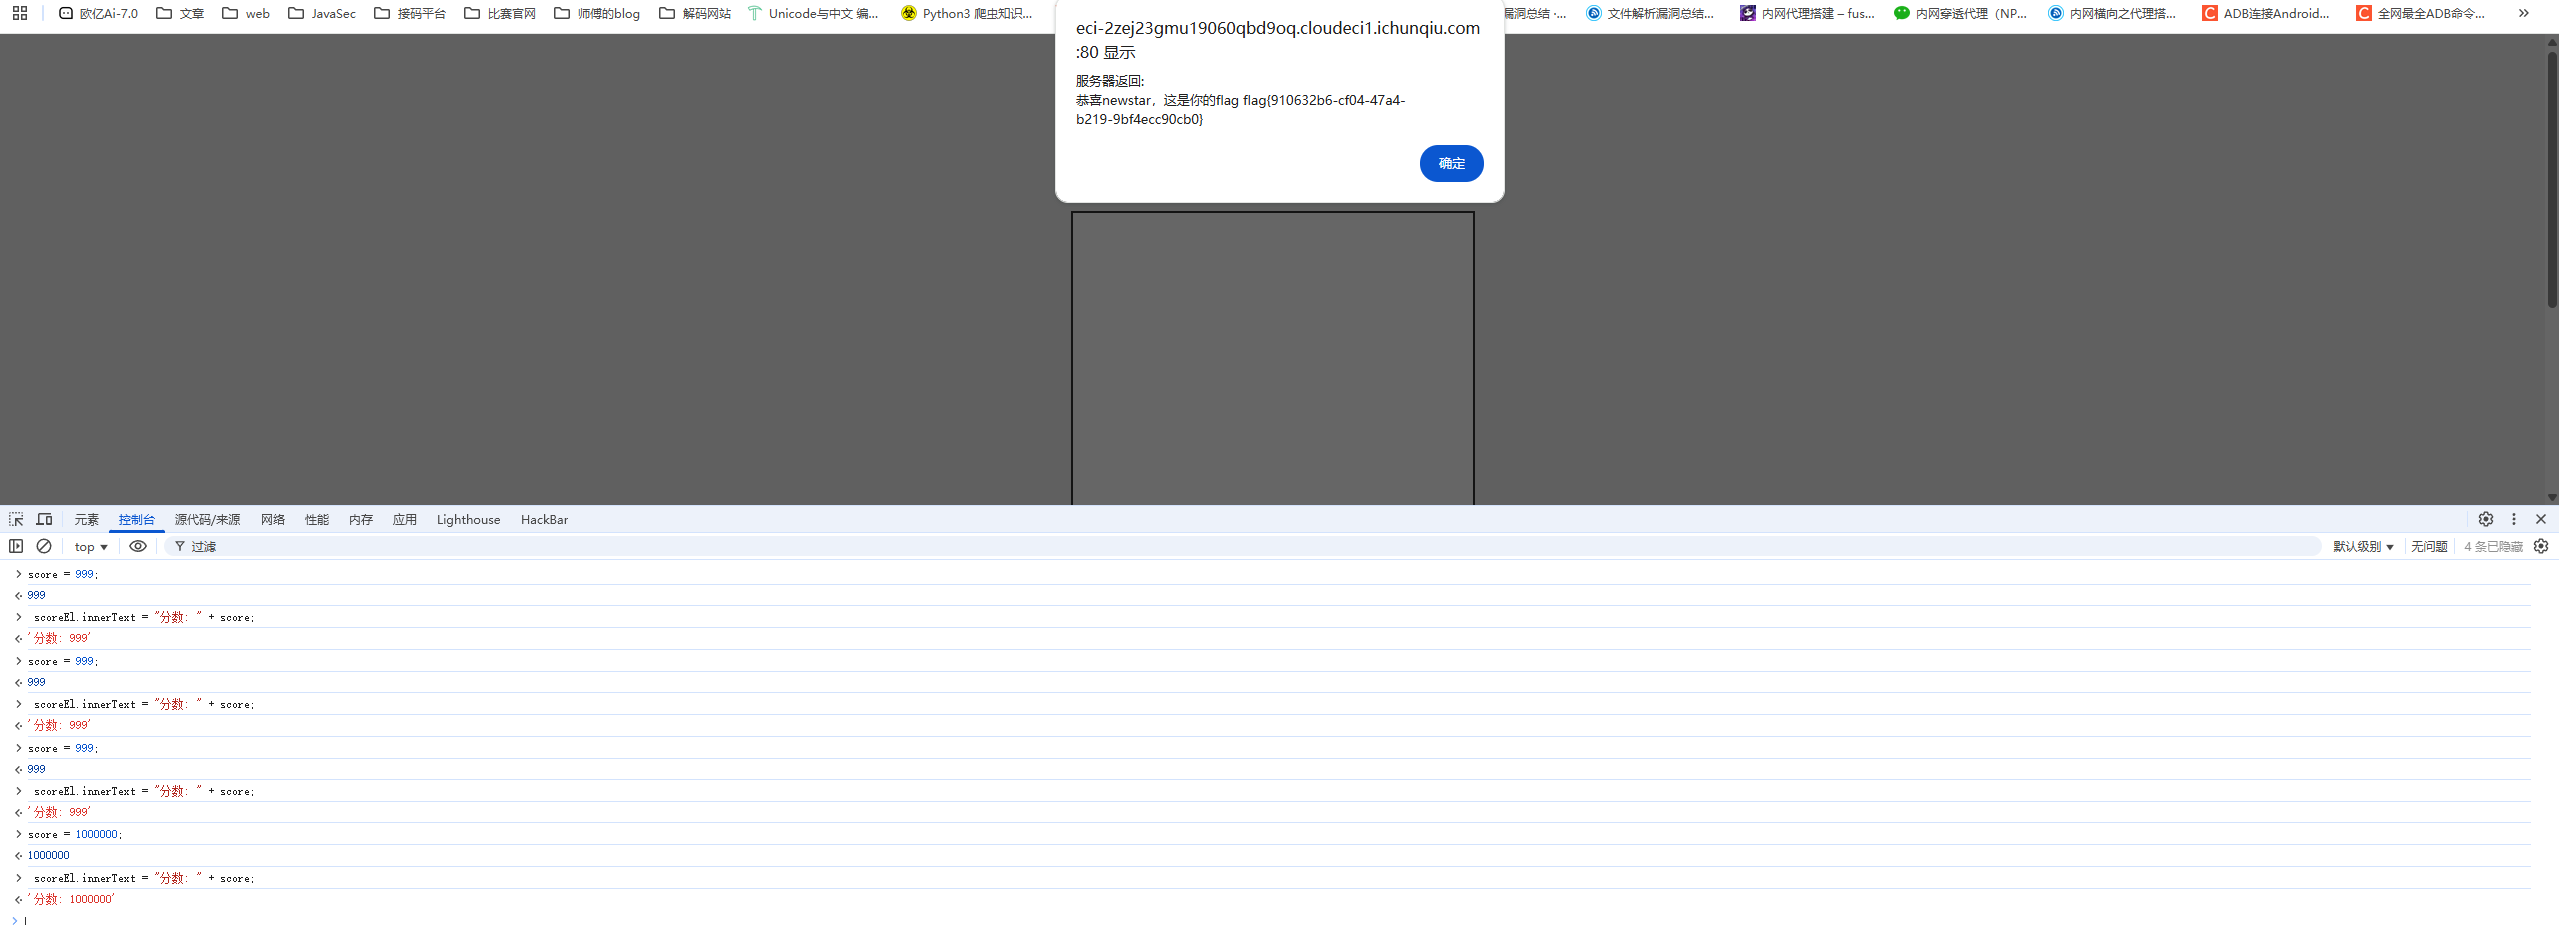 欧亿Ai-7.0 文章 web JavaSec 接码平台 比赛官网 师傅的blog 解码网站 Unicode与中文 编... Python3 爬虫知识... 漏洞总结 ·... 文件解析漏洞总结... 内网代理搭建 – fus... 内网穿透代理（NP... 内网横向之代理搭... ADB连接Android... 全网最全ADB命令... »
eci-2zej23gmu19060qbd9oq.cloudeci1.ichunqiu.com
:80 显示
服务器返回:
恭喜newstar，这是你的flag flag{910632b6-cf04-47a4-
b219-9bf4ecc90cb0}
确定
元素 控制台 源代码/来源 网络 性能 内存 应用 Lighthouse HackBar
top 过滤 默认级别 无问题 4 条已隐藏
score = 999;
999
scoreEl.innerText = "分数: " + score;
'分数: 999'
score = 999;
999
scoreEl.innerText = "分数: " + score;
'分数: 999'
score = 999;
999
scoreEl.innerText = "分数: " + score;
'分数: 999'
score = 1000000;
1000000
scoreEl.innerText = "分数: " + score;
'分数: 1000000'